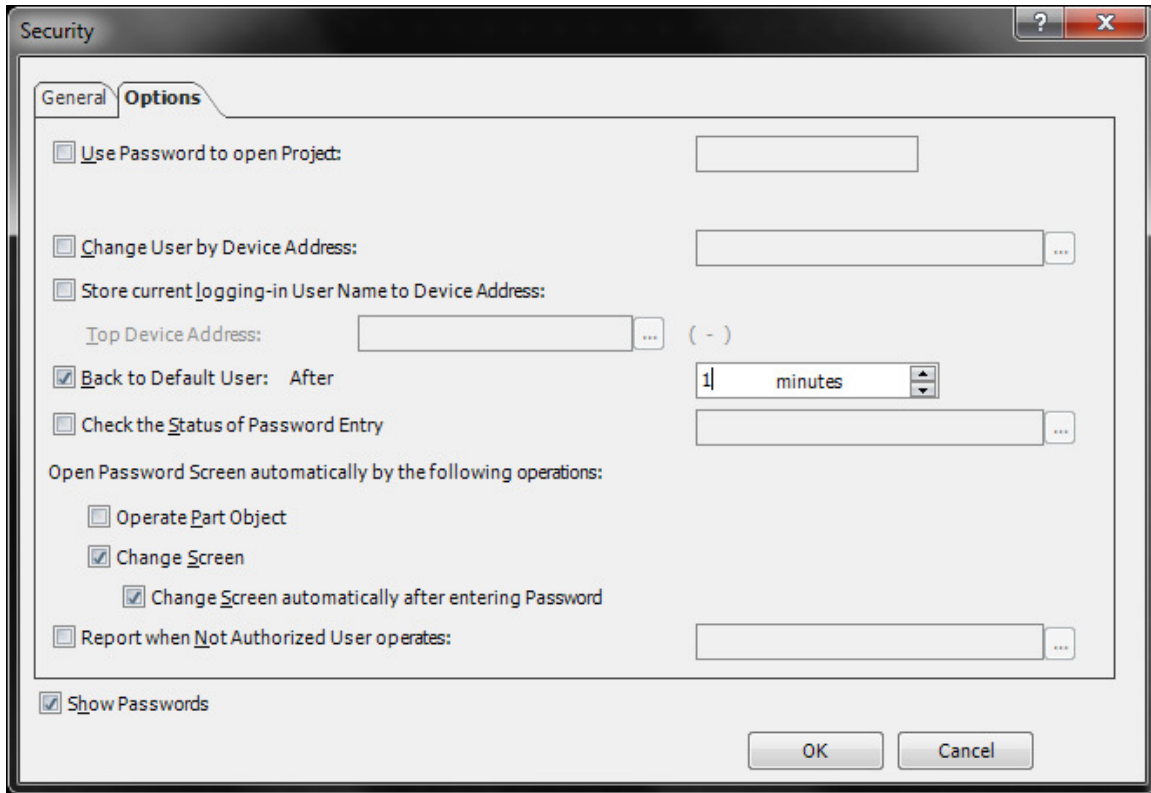 Security
?
General Options
Use Password to open Project:
Change User by Device Address:
...
Store current logging-in User Name to Device Address:
Top Device Address: ... ( - )
Back to Default User: After 1 minutes
Check the Status of Password Entry ...
Open Password Screen automatically by the following operations:
Operate Part Object
Change Screen
Change Screen automatically after entering Password
Report when Not Authorized User operates: ...
Show Passwords
OK Cancel